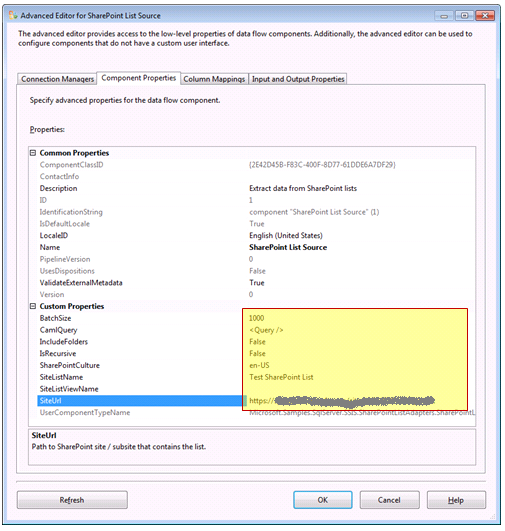 Advanced Editor for SharePoint List Source
The advanced editor provides access to the low-level properties of data flow components. Additionally, the advanced editor can be used to
configure components that do not have a custom user interface.
Connection Managers Component Properties Column Mappings Input and Output Properties
Specify advanced properties for the data flow component.
Properties:
Common Properties
ComponentClassID {2E42D45B-F83C-400F-8D77-61DDE6A7DF29}
ContactInfo
Description Extract data from SharePoint lists
ID 1
IdentificationString component "SharePoint List Source" (1)
IsDefaultLocale True
LocaleID English (United States)
Name SharePoint List Source
PipelineVersion 0
UsesDispositions False
ValidateExternalMetadata True
Version 0
Custom Properties
BatchSize 1000
CamlQuery <Query />
IncludeFolders False
IsRecursive False
SharePointCulture en-US
SiteListName Test SharePoint List
SiteListViewName
SiteUrl https://
UserComponentTypeName Microsoft.Samples.SqlServer.SSIS.SharePointListAdapters.SharePointL
SiteUrl
Path to SharePoint site / subsite that contains the list.
Refresh OK Cancel Help